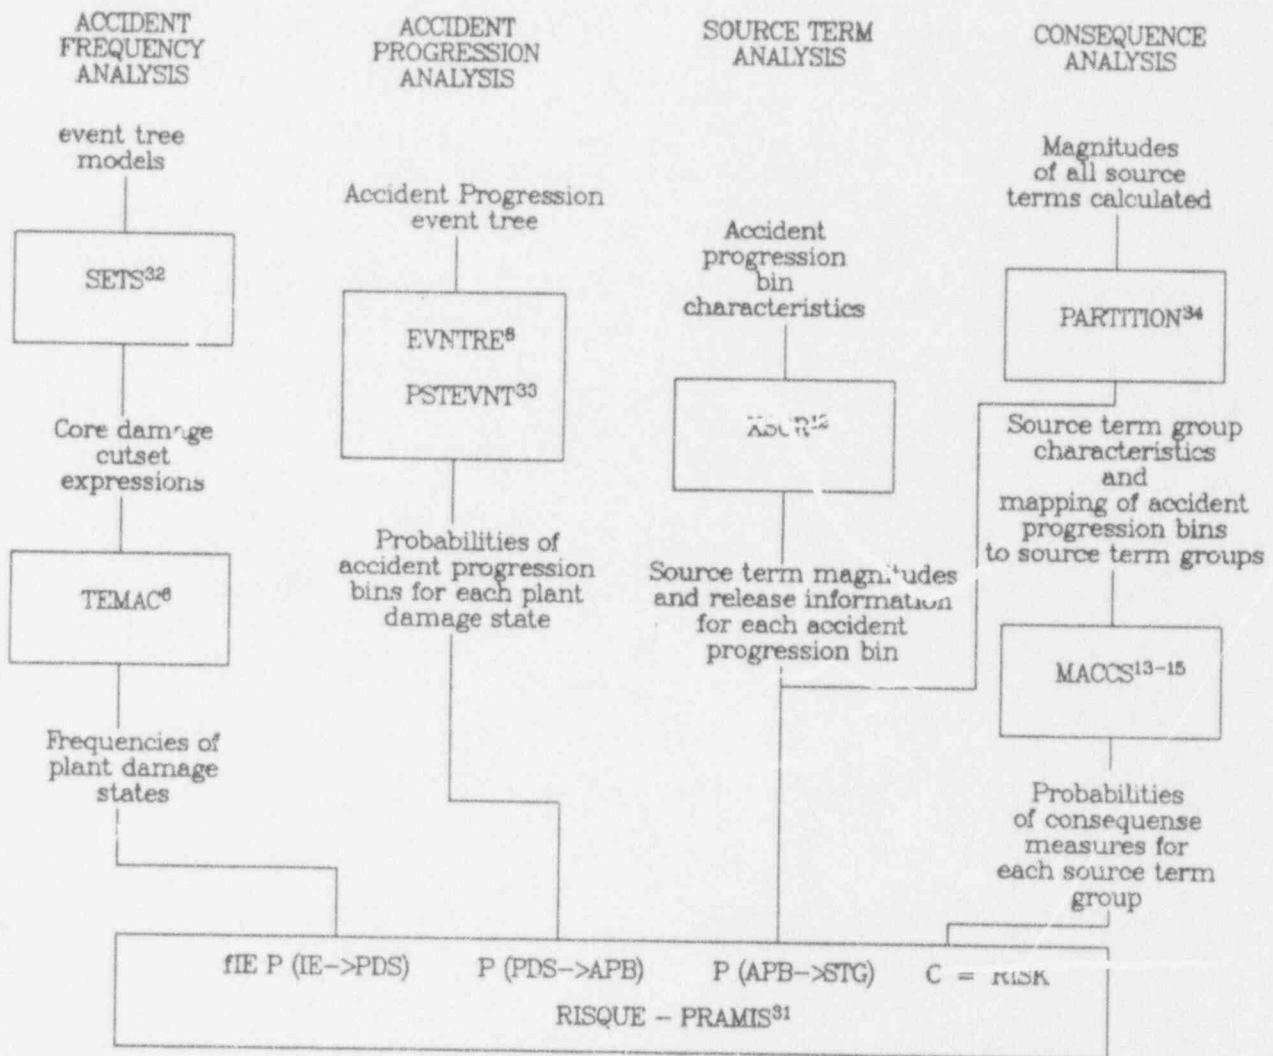 ACCIDENT
FREQUENCY
ANALYSIS
event tree
models
SETS³²
Core damage
cutset
expressions
TEMAC⁶
Frequencies of
plant damage
states
ACCIDENT
PROGRESSION
ANALYSIS
Accident Progression
event tree
EVNTRE⁸
PSTEVNT³³
Probabilities of
accident progression
bins for each plant
damage state
SOURCE TERM
ANALYSIS
Accident
progression
bin
characteristics
Source term magnitudes
and release information
for each accident
progression bin
CONSEQUENCE
ANALYSIS
Magnitudes
of all source
terms calculated
PARTITION³⁴
Source term group
characteristics
and
mapping of accident
progression bins
to source term groups
MACCS¹³⁻¹⁵
Probabilities
of consequense
measures for
each source term
group
fIE P (IE->PDS) P (PDS->APB) P (APB->STG) C = RISK
RISQUE - PRAMIS³¹